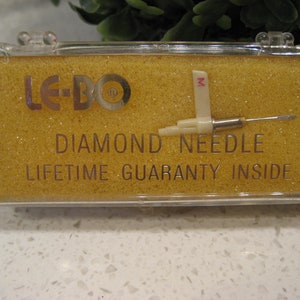 LE-BO®
M
DIAMOND NEEDLE
LIFETIME GUARANTY INSIDE